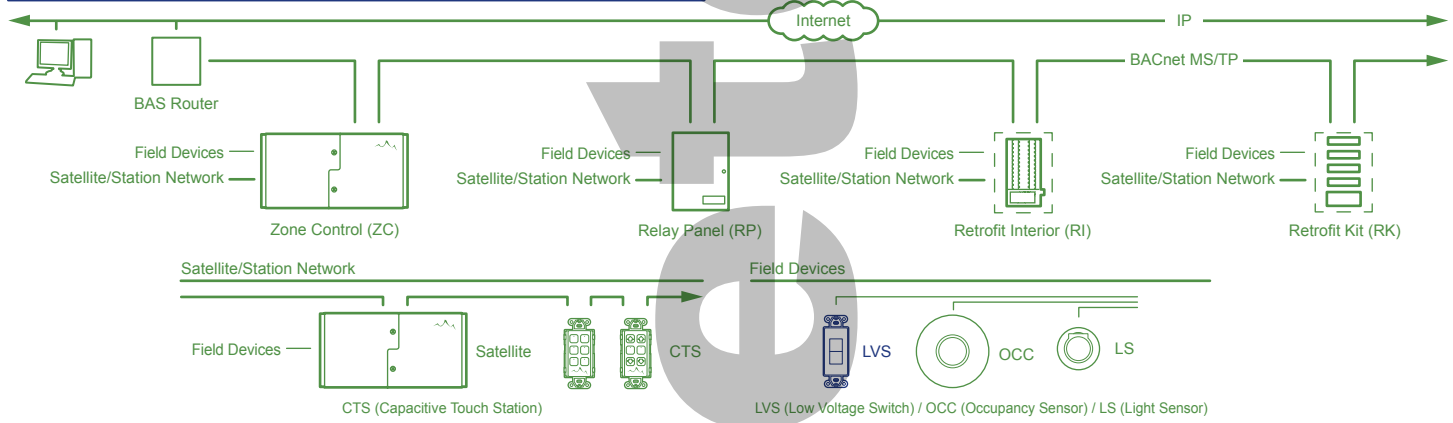 Internet
IP
BACnet MS/TP
BAS Router
Field Devices
Satellite/Station Network
Zone Control (ZC)
Field Devices
Satellite/Station Network
Relay Panel (RP)
Field Devices
Satellite/Station Network
Retrofit Interior (RI)
Field Devices
Satellite/Station Network
Retrofit Kit (RK)
Satellite/Station Network
Field Devices
Satellite
CTS
CTS (Capacitive Touch Station)
Field Devices
LVS
OCC
LS
LVS (Low Voltage Switch) / OCC (Occupancy Sensor) / LS (Light Sensor)